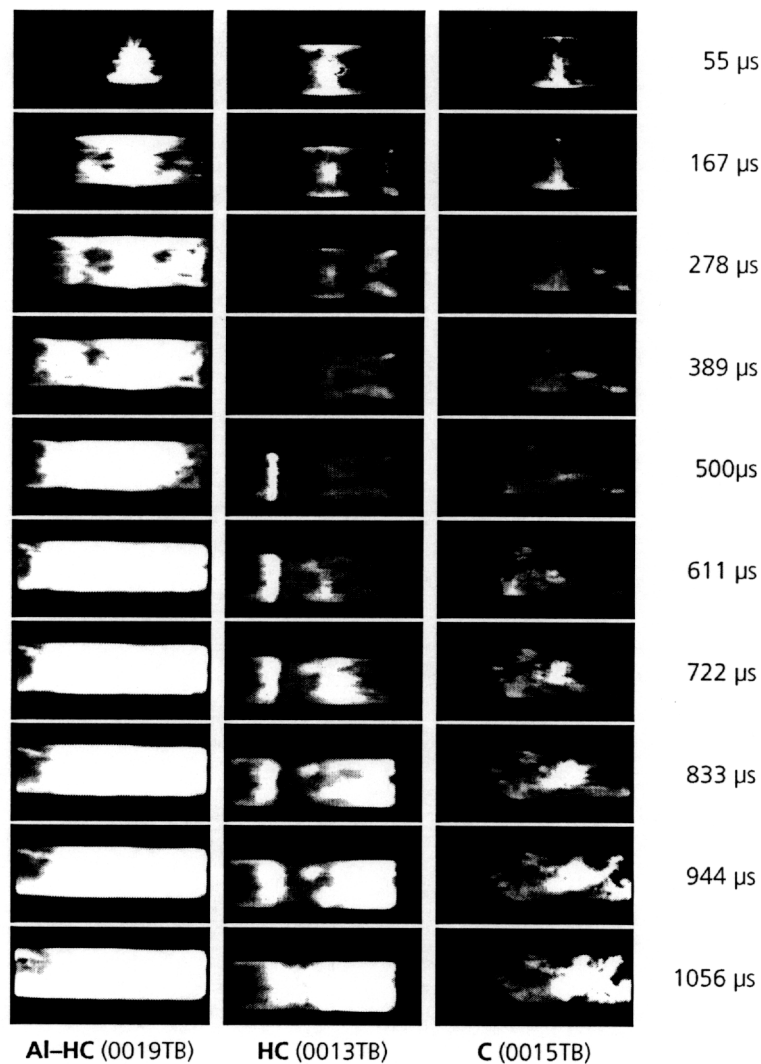 55 µs
167 µs
278 µs
389 µs
500µs
611 µs
722 µs
833 µs
944 µs
1056 µs
Al–HC (0019TB) HC (0013TB) C (0015TB)